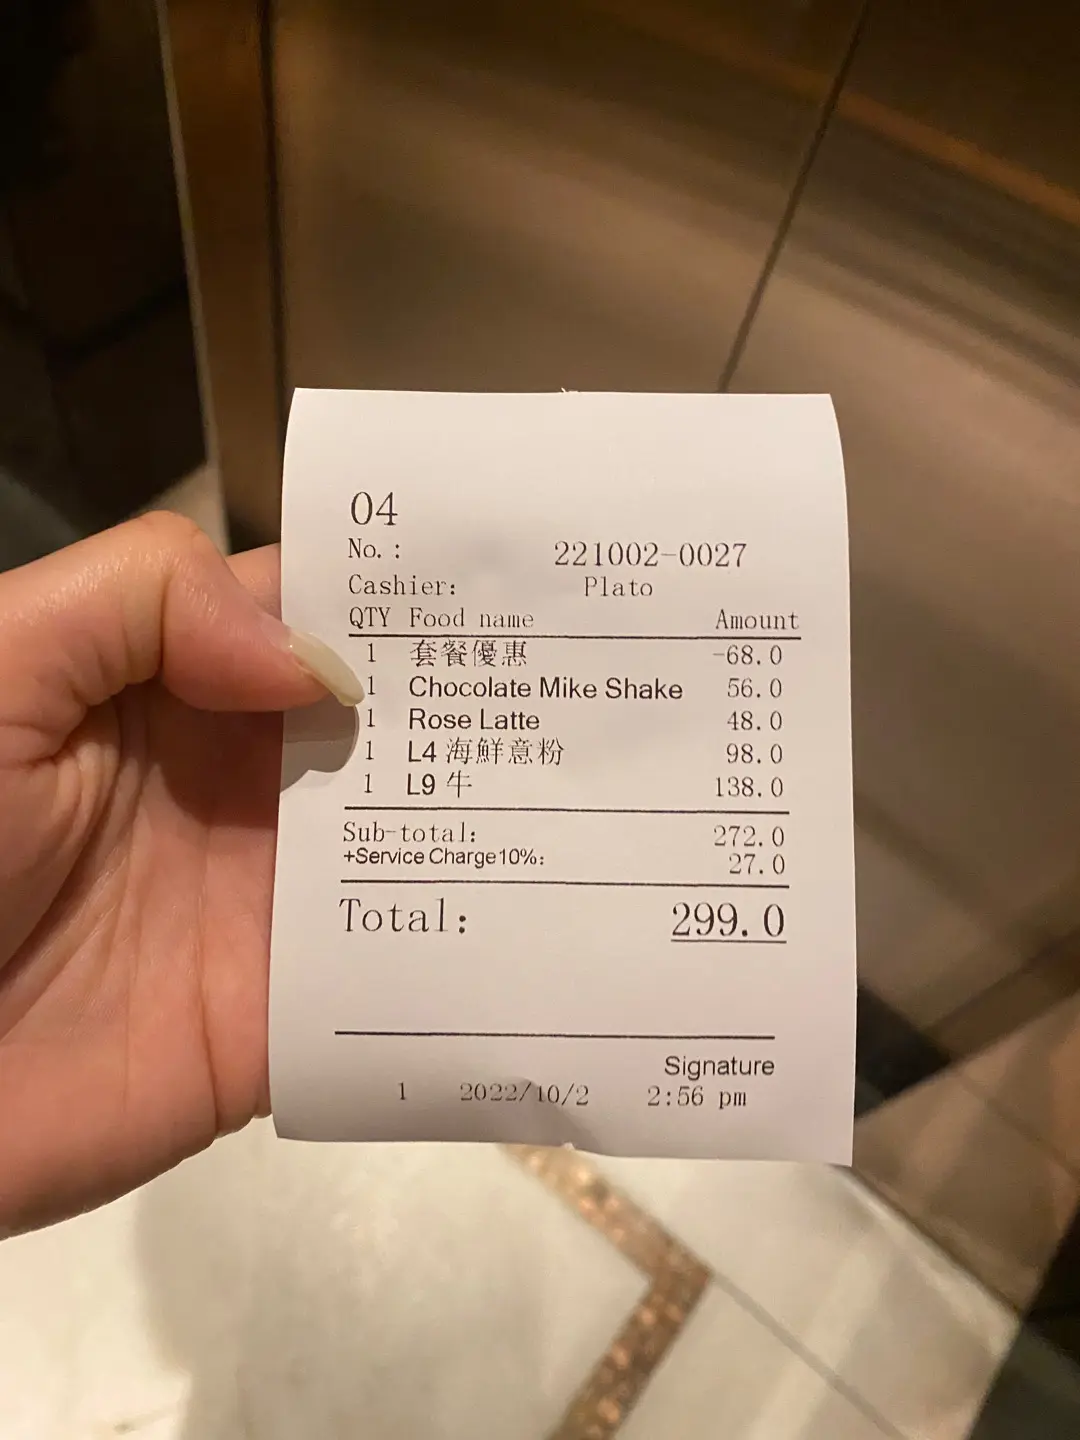 04
No. : 221002-0027
Cashier: Plato
QTY Food name Amount
1 套餐優惠 -68.0
1 Chocolate Mike Shake 56.0
1 Rose Latte 48.0
1 L4 海鮮意粉 98.0
1 L9 牛 138.0
Sub-total: 272.0
+Service Charge10%: 27.0
Total: 299.0
Signature
1 2022/10/2 2:56 pm